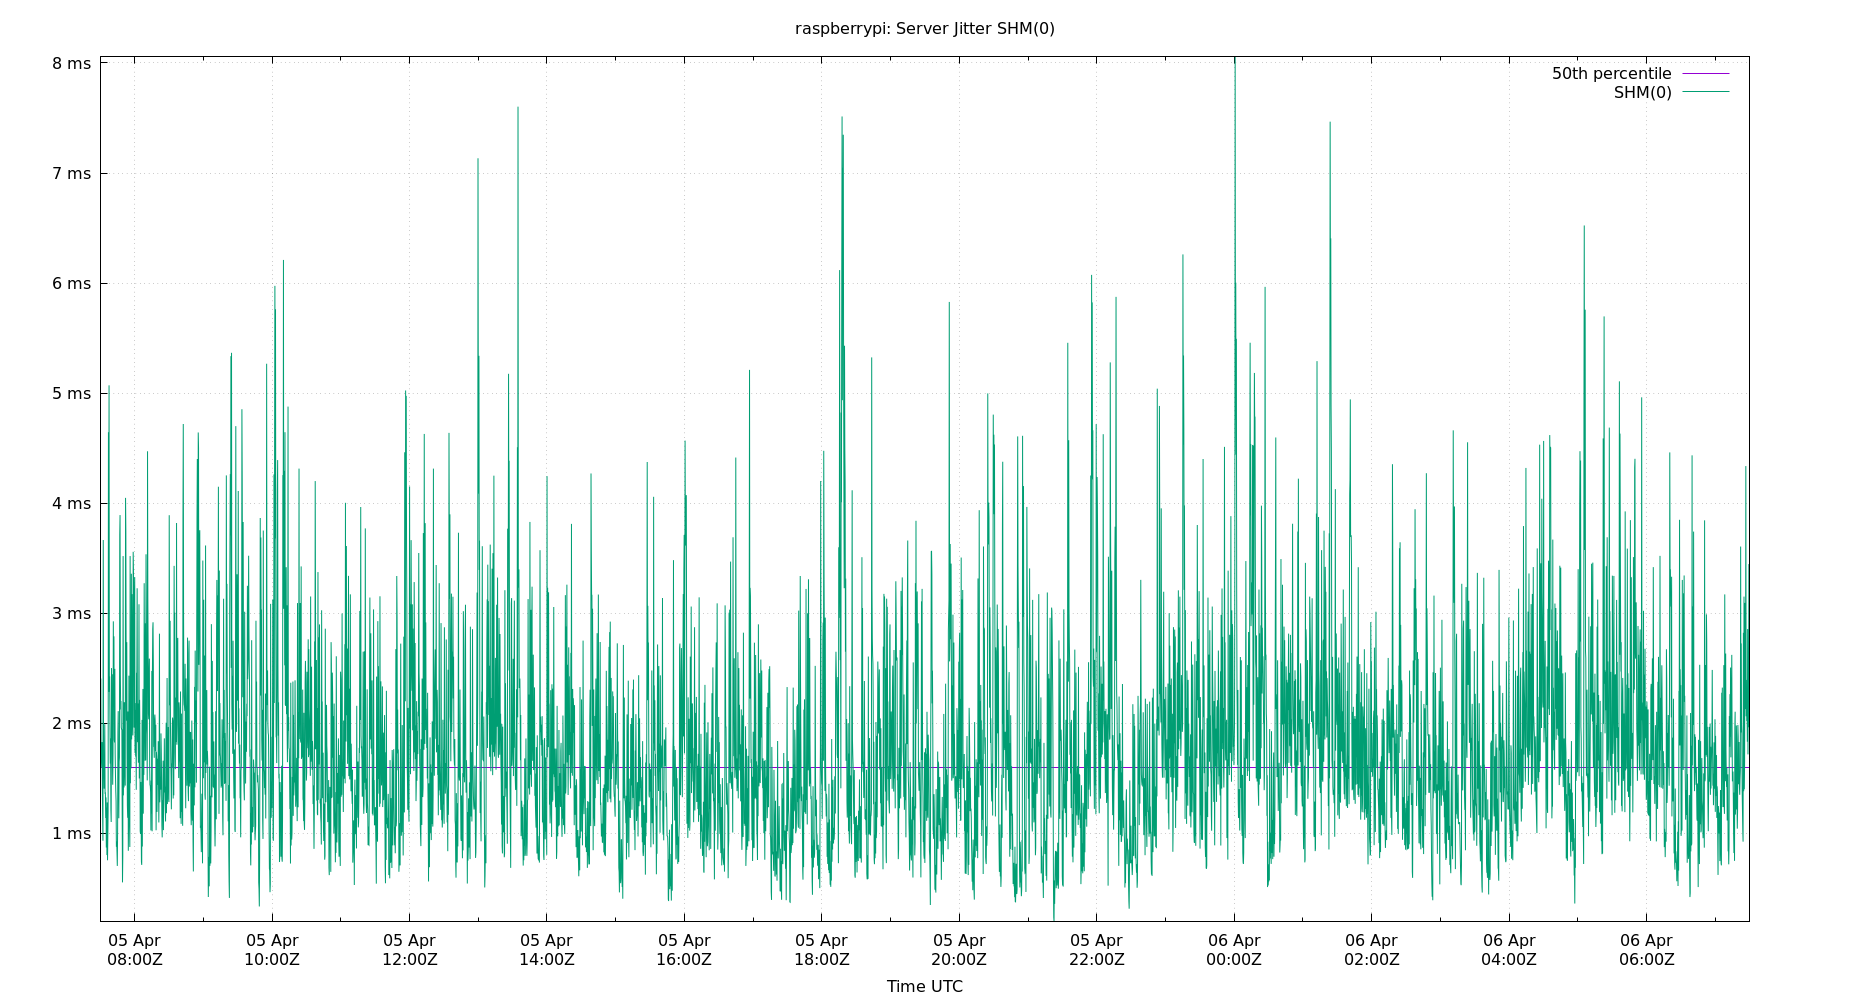 raspberrypi: Server Jitter SHM(0)
8 ms
7 ms
6 ms
5 ms
4 ms
3 ms
2 ms
1 ms
50th percentile
SHM(0)
05 Apr 05 Apr 05 Apr 05 Apr 05 Apr 05 Apr 05 Apr 05 Apr 06 Apr 06 Apr 06 Apr 06 Apr
08:00Z 10:00Z 12:00Z 14:00Z 16:00Z 18:00Z 20:00Z 22:00Z 00:00Z 02:00Z 04:00Z 06:00Z
Time UTC